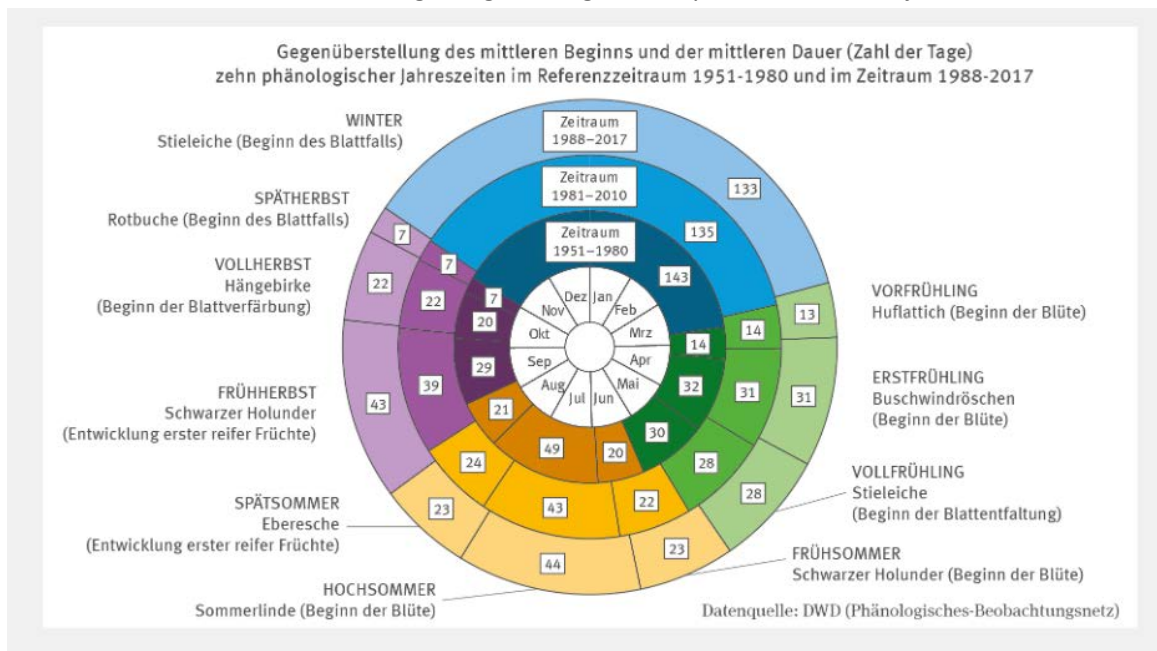 Gegenüberstellung des mittleren Beginns und der mittleren Dauer (Zahl der Tage)
zehn phänologischer Jahreszeiten im Referenzzeitraum 1951-1980 und im Zeitraum 1988-2017
WINTER
Stieleiche (Beginn des Blattfalls)
SPÄTHERBST
Rotbuche (Beginn des Blattfalls)
VOLLHERBST
Hängebirke
(Beginn der Blattverfärbung)
FRÜHHERBST
Schwarzer Holunder
(Entwicklung erster reifer Früchte)
SPÄTSOMMER
Eberesche
(Entwicklung erster reifer Früchte)
HOCHSOMMER
Sommerlinde (Beginn der Blüte)
Zeitraum
1988–2017
133
13
31
28
23
44
23
43
22
7
Zeitraum
1981–2010
135
14
31
28
22
43
24
39
22
7
Zeitraum
1951–1980
143
14
32
30
20
49
21
29
20
7
Jan
Feb
Mrz
Apr
Mai
Jun
Jul
Aug
Sep
Okt
Nov
Dez
VORFRÜHLING
Huflattich (Beginn der Blüte)
ERSTFRÜHLING
Buschwindröschen
(Beginn der Blüte)
VOLLFRÜHLING
Stieleiche
(Beginn der Blattentfaltung)
FRÜHSOMMER
Schwarzer Holunder (Beginn der Blüte)
Datenquelle: DWD (Phänologisches-Beobachtungsnetz)